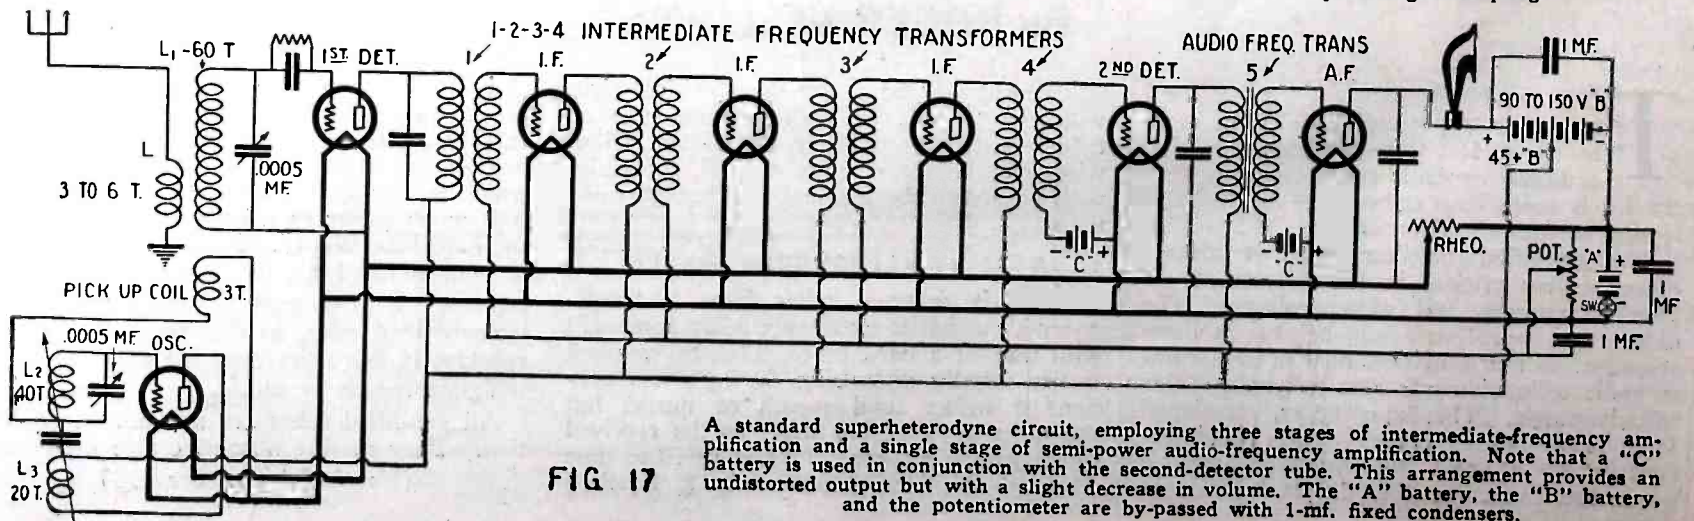 1-2-3-4 INTERMEDIATE FREQUENCY TRANSFORMERS
AUDIO FREQ. TRANS
L1-60 T
1ST. DET.
1
I.F.
2
I.F.
3
I.F.
4
2ND DET.
5
A.F.
1 MF.
90 TO 150 V "B"
+
-
45+"B"
L
3 TO 6 T.
.0005
MF.
- "C" +
- "C" +
RHEO.
POT.
"A"
+
SW.
-
1
MF
1 MF.
PICK UP COIL
3T.
.0005 MF.
OSC.
L2
40T
L3
20T.
FIG 17
A standard superheterodyne circuit, employing three stages of intermediate-frequency am-
plification and a single stage of semi-power audio-frequency amplification. Note that a "C"
battery is used in conjunction with the second-detector tube. This arrangement provides an
undistorted output but with a slight decrease in volume. The "A" battery, the "B" battery,
and the potentiometer are by-passed with 1-mf. fixed condensers.